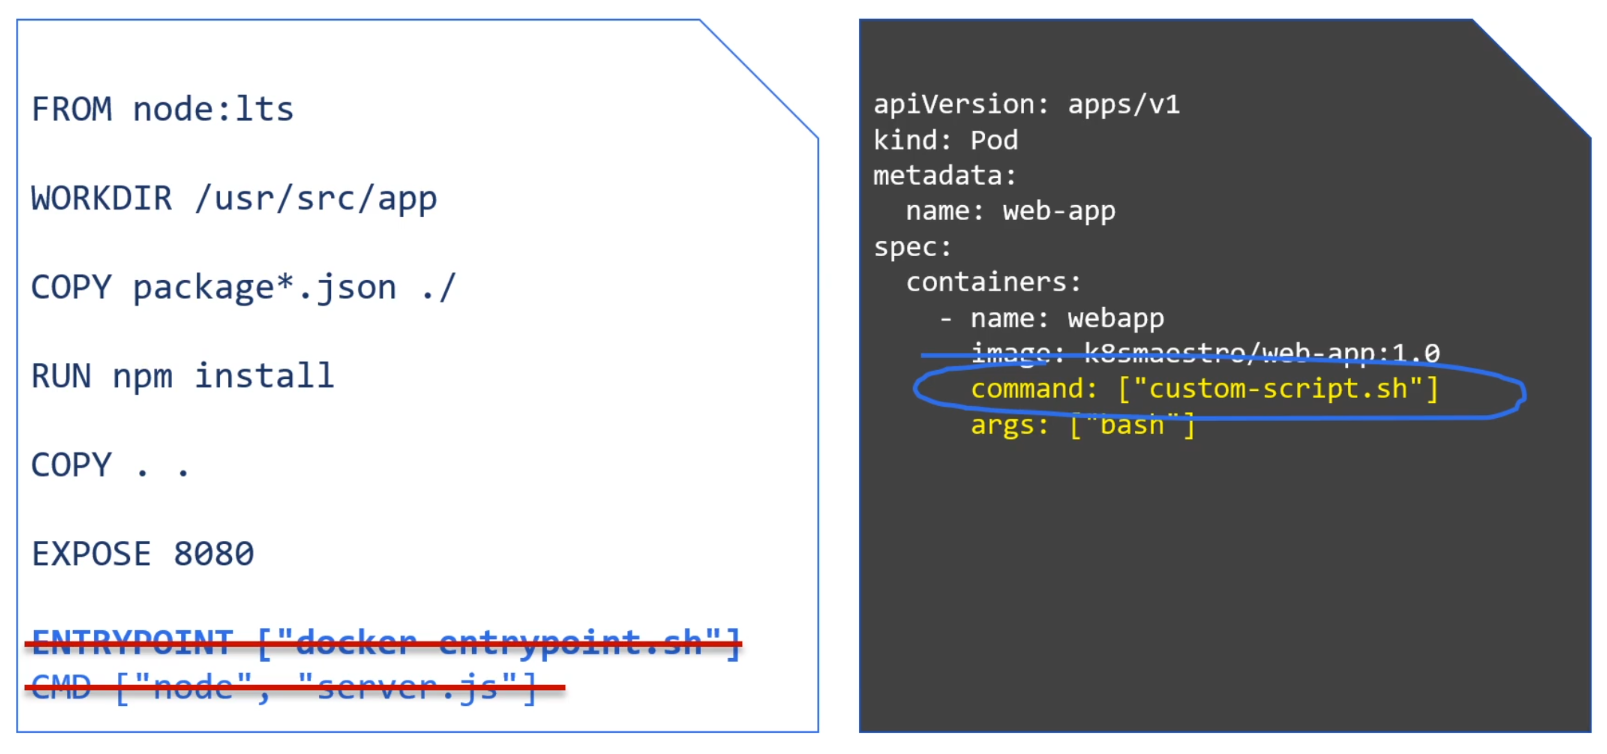 FROM node:lts
WORKDIR /usr/src/app
COPY package*.json ./
RUN npm install
COPY . .
EXPOSE 8080
ENTRYPOINT ["docker-entrypoint.sh"]
CMD ["node", "server.js"]
apiVersion: apps/v1
kind: Pod
metadata:
  name: web-app
spec:
  containers:
    - name: webapp
      image: k8smaestro/web-app:1.0
      command: ["custom-script.sh"]
      args: ["bash"]